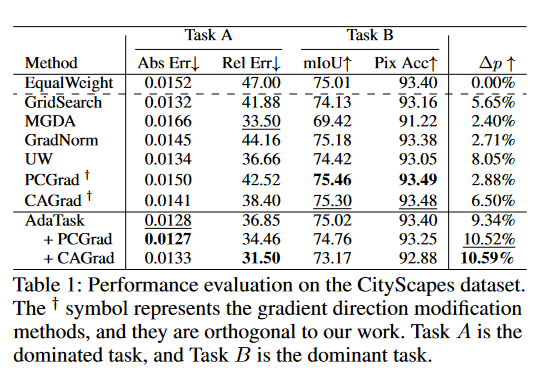 Task A Task B
Method Abs Err↓ Rel Err↓ mIoU↑ Pix Acc↑ Δp ↑
EqualWeight 0.0152 47.00 75.01 93.40 0.00%
GridSearch 0.0132 41.88 74.13 93.16 5.65%
MGDA 0.0166 33.50 69.42 91.22 2.40%
GradNorm 0.0145 44.16 75.18 93.38 2.71%
UW 0.0134 36.66 74.42 93.05 8.05%
PCGrad † 0.0150 42.52 75.46 93.49 2.88%
CAGrad † 0.0141 38.40 75.30 93.48 6.50%
AdaTask 0.0128 36.85 75.02 93.40 9.34%
+ PCGrad 0.0127 34.46 74.76 93.25 10.52%
+ CAGrad 0.0133 31.50 73.17 92.88 10.59%
Table 1: Performance evaluation on the CityScapes dataset.
The † symbol represents the gradient direction modification
methods, and they are orthogonal to our work. Task A is the
dominated task, and Task B is the dominant task.